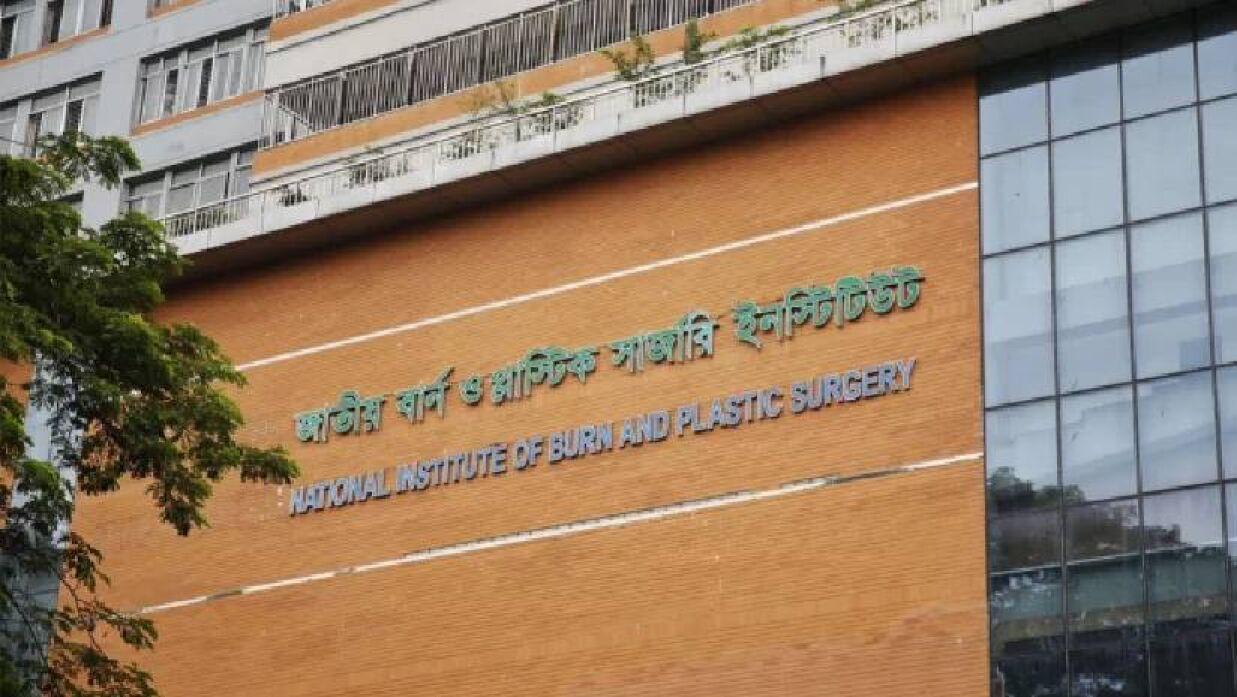 জাতীয় বার্ন ও প্লাস্টিক সার্জারি ইনস্টিটিউট
NATIONAL INSTITUTE OF BURN AND PLASTIC SURGERY